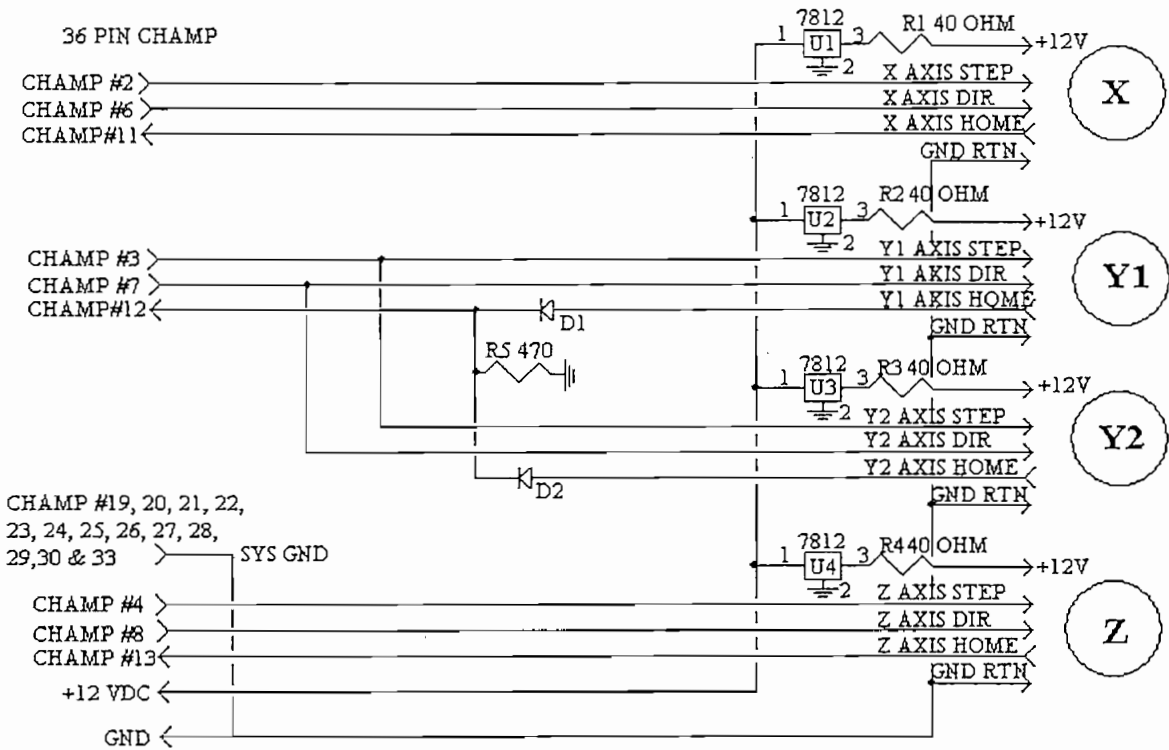 36 PIN CHAMP
7812
1 U1 3 R1 40 OHM
2
+12V
CHAMP #2
X AXIS STEP
CHAMP #6
X AXIS DIR
CHAMP#11
X AXIS HOME
GND RTN
X
7812
1 U2 3 R2 40 OHM
2
+12V
CHAMP #3
Y1 AXIS STEP
CHAMP #7
Y1 AXIS DIR
CHAMP#12
D1
Y1 AXIS HOME
GND RTN
Y1
R5 470
7812
1 U3 3 R3 40 OHM
2
+12V
Y2 AXIS STEP
Y2 AXIS DIR
D2
Y2 AXIS HOME
GND RTN
Y2
CHAMP #19, 20, 21, 22,
23, 24, 25, 26, 27, 28,
29,30 & 33
SYS GND
7812
1 U4 3 R4 40 OHM
2
+12V
CHAMP #4
Z AXIS STEP
CHAMP #8
Z AXIS DIR
CHAMP #13
Z AXIS HOME
GND RTN
Z
+12 VDC
GND